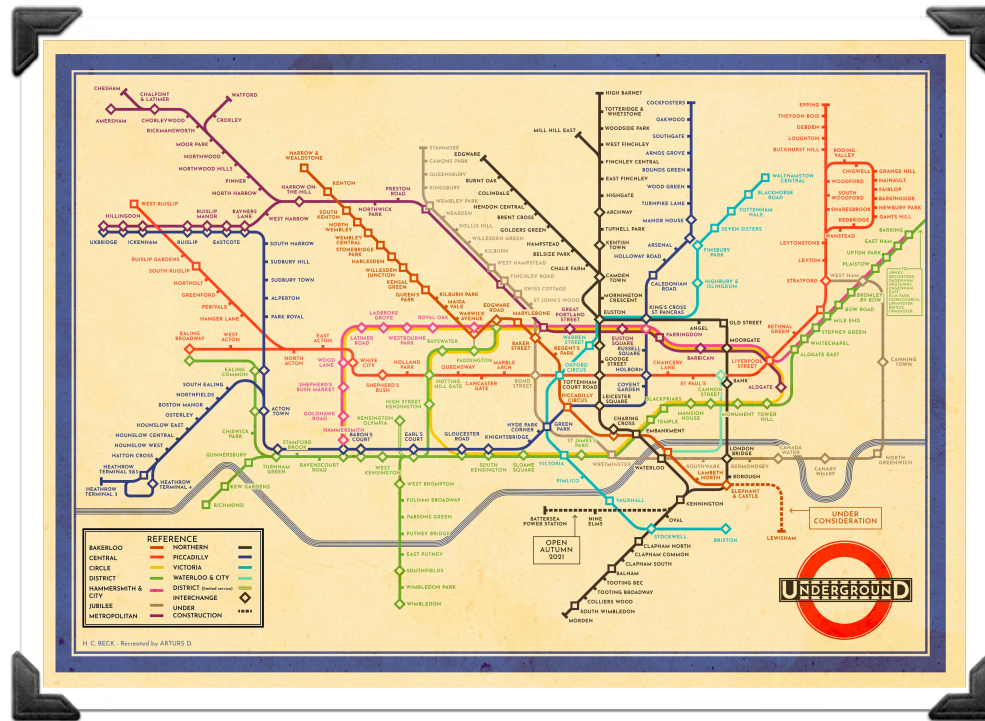 CHESHAM
CHALFONT
& LATIMER
WATFORD
AMERSHAM
CHORLEYWOOD
CROXLEY
RICKMANSWORTH
MOOR PARK
NORTHWOOD
NORTHWOOD HILLS
PINNER
NORTH HARROW
HARROW-ON-
THE-HILL
WEST HARROW
NORTHWICK
PARK
PRESTON
ROAD
WEST RUISLIP
HILLINGDON
RUISLIP
MANOR
RAYNERS
LANE
UXBRIDGE
ICKENHAM
RUISLIP
EASTCOTE
SOUTH HARROW
SUDBURY HILL
SUDBURY TOWN
ALPERTON
PARK ROYAL
RUISLIP GARDENS
SOUTH RUISLIP
NORTHOLT
GREENFORD
PERIVALE
HANGER LANE
HARROW &
WEALDSTONE
KENTON
SOUTH
KENTON
NORTH
WEMBLEY
WEMBLEY
CENTRAL
STONEBRIDGE
PARK
HARLESDEN
WILLESDEN
JUNCTION
KENSAL
GREEN
QUEEN'S
PARK
KILBURN PARK
MAIDA
VALE
WARWICK
AVENUE
EDGWARE
ROAD
MARYLEBONE
STANMORE
CANONS PARK
QUEENSBURY
KINGSBURY
WEMBLEY PARK
NEASDEN
DOLLIS HILL
WILLESDEN GREEN
KILBURN
WEST HAMPSTEAD
FINCHLEY ROAD
SWISS COTTAGE
ST JOHN'S WOOD
EDGWARE
BURNT OAK
COLINDALE
HENDON CENTRAL
BRENT CROSS
GOLDERS GREEN
HAMPSTEAD
BELSIZE PARK
CHALK FARM
MILL HILL EAST
HIGH BARNET
TOTTERIDGE &
WHETSTONE
WOODSIDE PARK
WEST FINCHLEY
FINCHLEY CENTRAL
EAST FINCHLEY
HIGHGATE
ARCHWAY
TUFNELL PARK
KENTISH
TOWN
CAMDEN
TOWN
MORNINGTON
CRESCENT
EUSTON
COCKFOSTERS
OAKWOOD
SOUTHGATE
ARNOS GROVE
BOUNDS GREEN
WOOD GREEN
TURNPIKE LANE
MANOR HOUSE
ARSENAL
HOLLOWAY ROAD
CALEDONIAN
ROAD
KING'S CROSS
ST PANCRAS
WALTHAMSTOW
CENTRAL
BLACKHORSE
ROAD
TOTTENHAM
HALE
SEVEN SISTERS
FINSBURY
PARK
HIGHBURY &
ISLINGTON
EPPING
THEYDON BOIS
DEBDEN
LOUGHTON
BUCKHURST HILL
RODING
VALLEY
CHIGWELL
GRANGE HILL
HAINAULT
FAIRLOP
BARKINGSIDE
NEWBURY PARK
GANTS HILL
WOODFORD
SOUTH
WOODFORD
SNARESBROOK
REDBRIDGE
WANSTEAD
LEYTONSTONE
LEYTON
STRATFORD
BARKING
EAST HAM
UPTON PARK
PLAISTOW
WEST HAM
BROMLEY-
BY-BOW
BOW ROAD
MILE END
STEPNEY GREEN
WHITECHAPEL
ALDGATE EAST
BETHNAL
GREEN
CANNING
TOWN
EALING
BROADWAY
WEST
ACTON
NORTH
ACTON
EAST
ACTON
EALING
COMMON
LADBROKE
GROVE
ROYAL OAK
LATIMER
ROAD
WESTBOURNE
PARK
BAYSWATER
PADDINGTON
WOOD
LANE
WHITE
CITY
HOLLAND
PARK
QUEENSWAY
MARBLE
ARCH
SHEPHERD'S
BUSH
NOTTING
HILL GATE
LANCASTER
GATE
BOND
STREET
SHEPHERD'S
BUSH MARKET
GOLDHAWK
ROAD
HAMMERSMITH
HIGH STREET
KENSINGTON
KENSINGTON
OLYMPIA
BAKER
STREET
GREAT
PORTLAND
STREET
WARREN
STREET
REGENT'S
PARK
EUSTON
SQUARE
RUSSELL
SQUARE
OXFORD
CIRCUS
GOODGE
STREET
HOLBORN
TOTTENHAM
COURT ROAD
COVENT
GARDEN
LEICESTER
SQUARE
PICCADILLY
CIRCUS
CHARING
CROSS
ANGEL
OLD STREET
FARRINGDON
MOORGATE
BARBICAN
CHANCERY
LANE
ST PAUL'S
LIVERPOOL
STREET
BANK
CANNON
STREET
ALDGATE
BLACKFRIARS
TEMPLE
MANSION
HOUSE
MONUMENT
TOWER
HILL
EMBANKMENT
WATERLOO
SOUTHWARK
LAMBETH
NORTH
LONDON
BRIDGE
BERMONDSEY
BOROUGH
CANADA
WATER
CANARY
WHARF
NORTH
GREENWICH
ELEPHANT
& CASTLE
KENNINGTON
OVAL
LEWISHAM
UNDER
CONSIDERATION
SOUTH EALING
NORTHFIELDS
BOSTON MANOR
OSTERLEY
HOUNSLOW EAST
HOUNSLOW CENTRAL
HOUNSLOW WEST
HATTON CROSS
HEATHROW
TERMINAL 5
HEATHROW
TERMINAL 4
ACTON
TOWN
CHISWICK
PARK
GUNNERSBURY
TURNHAM
GREEN
STAMFORD
BROOK
RAVENSCOURT
ROAD
BARON'S
COURT
WEST
KENSINGTON
EARL'S
COURT
GLOUCESTER
ROAD
SOUTH
KENSINGTON
KNIGHTSBRIDGE
SLOANE
SQUARE
HYDE PARK
CORNER
GREEN
PARK
VICTORIA
ST JAMES'S
PARK
WESTMINSTER
KEW GARDENS
RICHMOND
WEST BROMPTON
FULHAM BROADWAY
PARSONS GREEN
PUTNEY BRIDGE
EAST PUTNEY
SOUTHFIELDS
WIMBLEDON PARK
WIMBLEDON
PIMLICO
VAUXHALL
STOCKWELL
BRIXTON
BATTERSEA
POWER STATION
NINE
ELMS
OPEN
AUTUMN
2021
CLAPHAM NORTH
CLAPHAM COMMON
CLAPHAM SOUTH
BALHAM
TOOTING BEC
TOOTING BROADWAY
COLLIERS WOOD
SOUTH WIMBLEDON
MORDEN
REFERENCE
BAKERLOO
CENTRAL
CIRCLE
DISTRICT
HAMMERSMITH &
CITY
JUBILEE
METROPOLITAN
NORTHERN
PICCADILLY
VICTORIA
WATERLOO & CITY
DISTRICT (limited service)
INTERCHANGE
UNDER
CONSTRUCTION
UNDERGROUND
H. C. BECK - Recreated by ARTURS D.